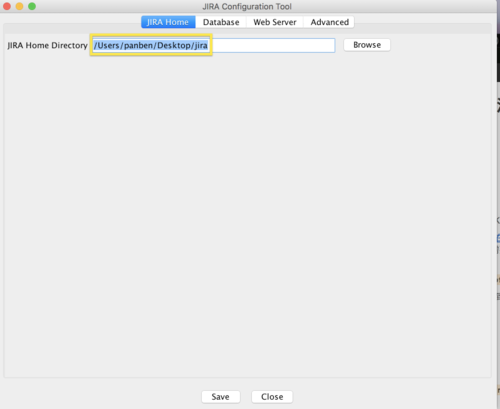 JIRA Configuration Tool
JIRA Home Database Web Server Advanced
JIRA Home Directory /Users/panben/Desktop/jira Browse
Save Close